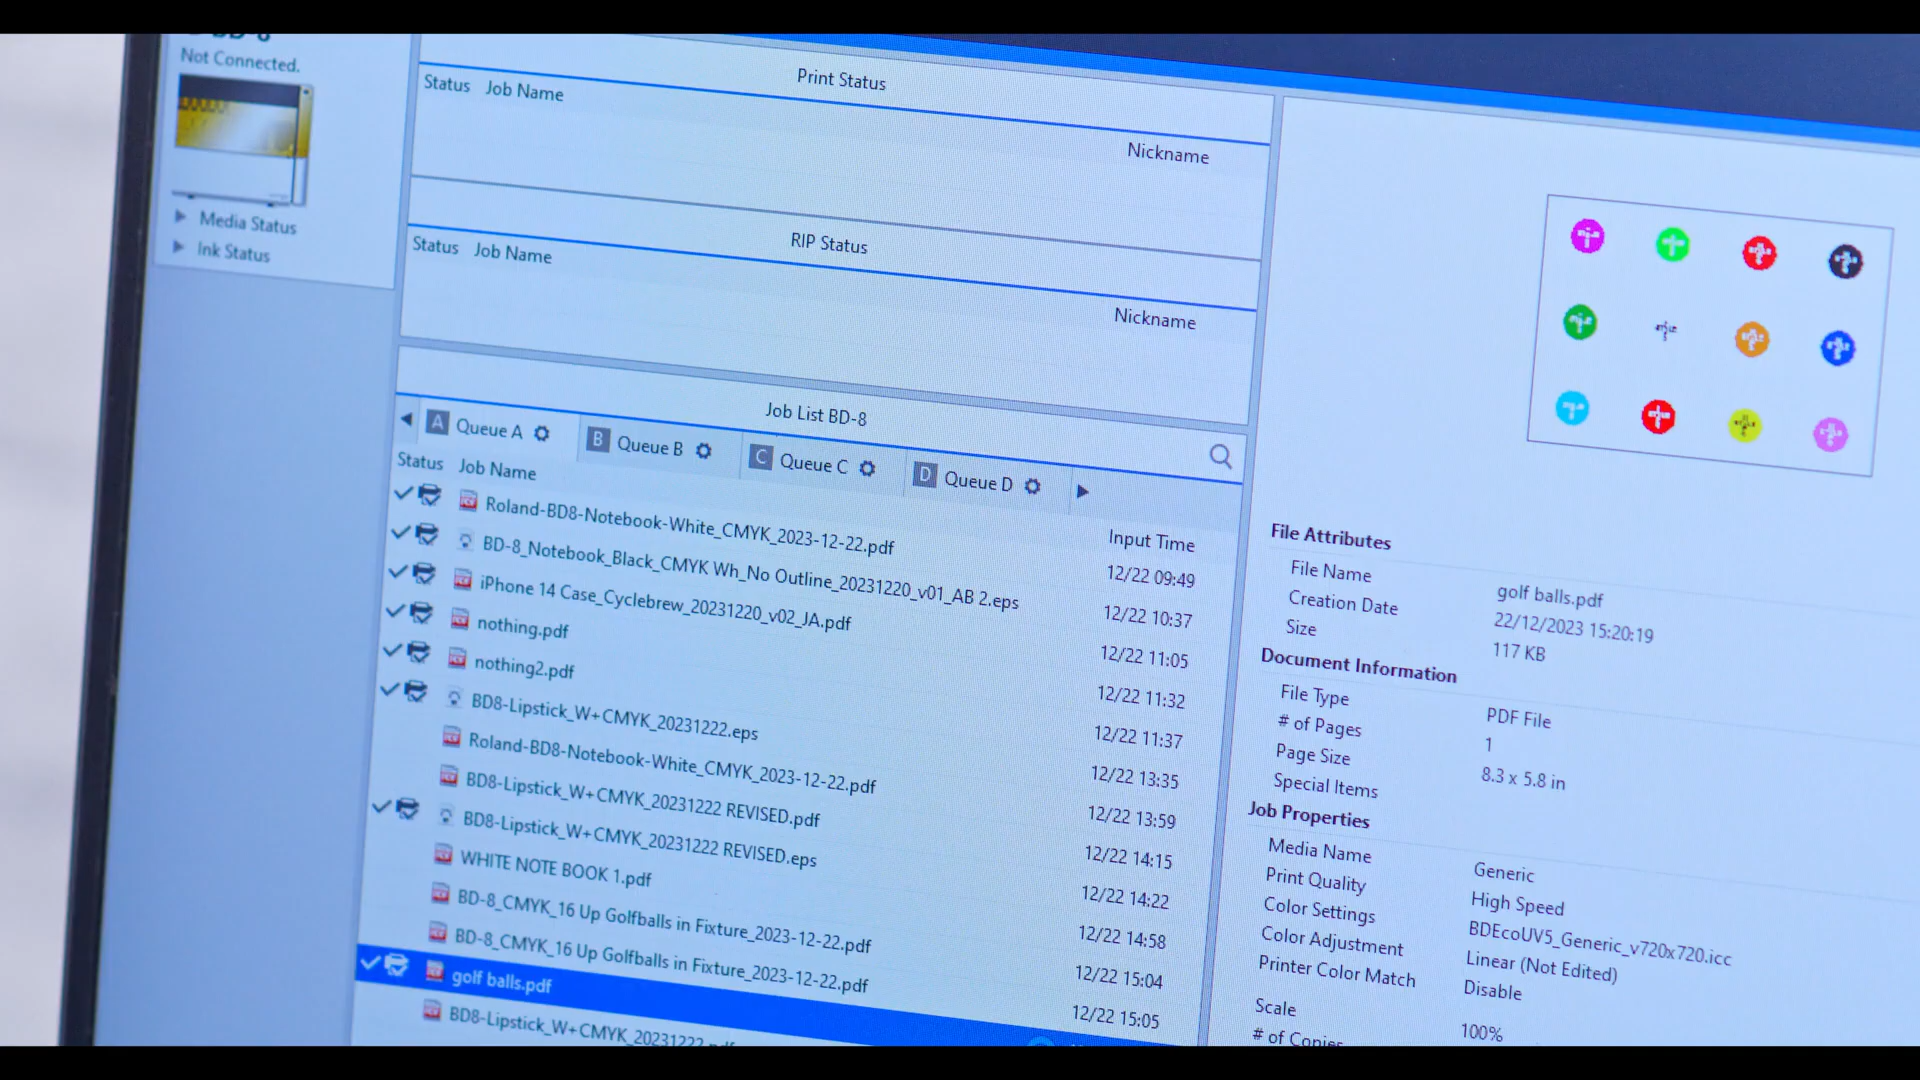 BD-8
Not Connected.
Media Status
Ink Status
Print Status
Status Job Name
Nickname
RIP Status
Status Job Name
Nickname
Job List BD-8
A Queue A
B Queue B
C Queue C
D Queue D
Status Job Name
Input Time
Roland-BD8-Notebook-White_CMYK_2023-12-22.pdf
12/22 09:49
BD-8_Notebook_Black_CMYK Wh_No Outline_20231220_v01_AB 2.eps
12/22 10:37
iPhone 14 Case_Cyclebrew_20231220_v02_JA.pdf
12/22 11:05
nothing.pdf
12/22 11:32
nothing2.pdf
12/22 11:37
BD8-Lipstick_W+CMYK_20231222.eps
12/22 13:35
Roland-BD8-Notebook-White_CMYK_2023-12-22.pdf
12/22 13:59
BD8-Lipstick_W+CMYK_20231222 REVISED.pdf
12/22 14:15
BD8-Lipstick_W+CMYK_20231222 REVISED.eps
12/22 14:22
WHITE NOTE BOOK 1.pdf
12/22 14:58
BD-8_CMYK_16 Up Golfballs in Fixture_2023-12-22.pdf
12/22 15:04
BD-8_CMYK_16 Up Golfballs in Fixture_2023-12-22.pdf
12/22 15:05
golf balls.pdf
BD8-Lipstick_W+CMYK_20231222.pdf
File Attributes
File Name golf balls.pdf
Creation Date 22/12/2023 15:20:19
Size 117 KB
Document Information
File Type PDF File
# of Pages 1
Page Size 8.3 x 5.8 in
Special Items
Job Properties
Media Name Generic
Print Quality High Speed
Color Settings BDEcoUV5_Generic_v720x720.icc
Color Adjustment Linear (Not Edited)
Printer Color Match Disable
Scale 100%
# of Copies